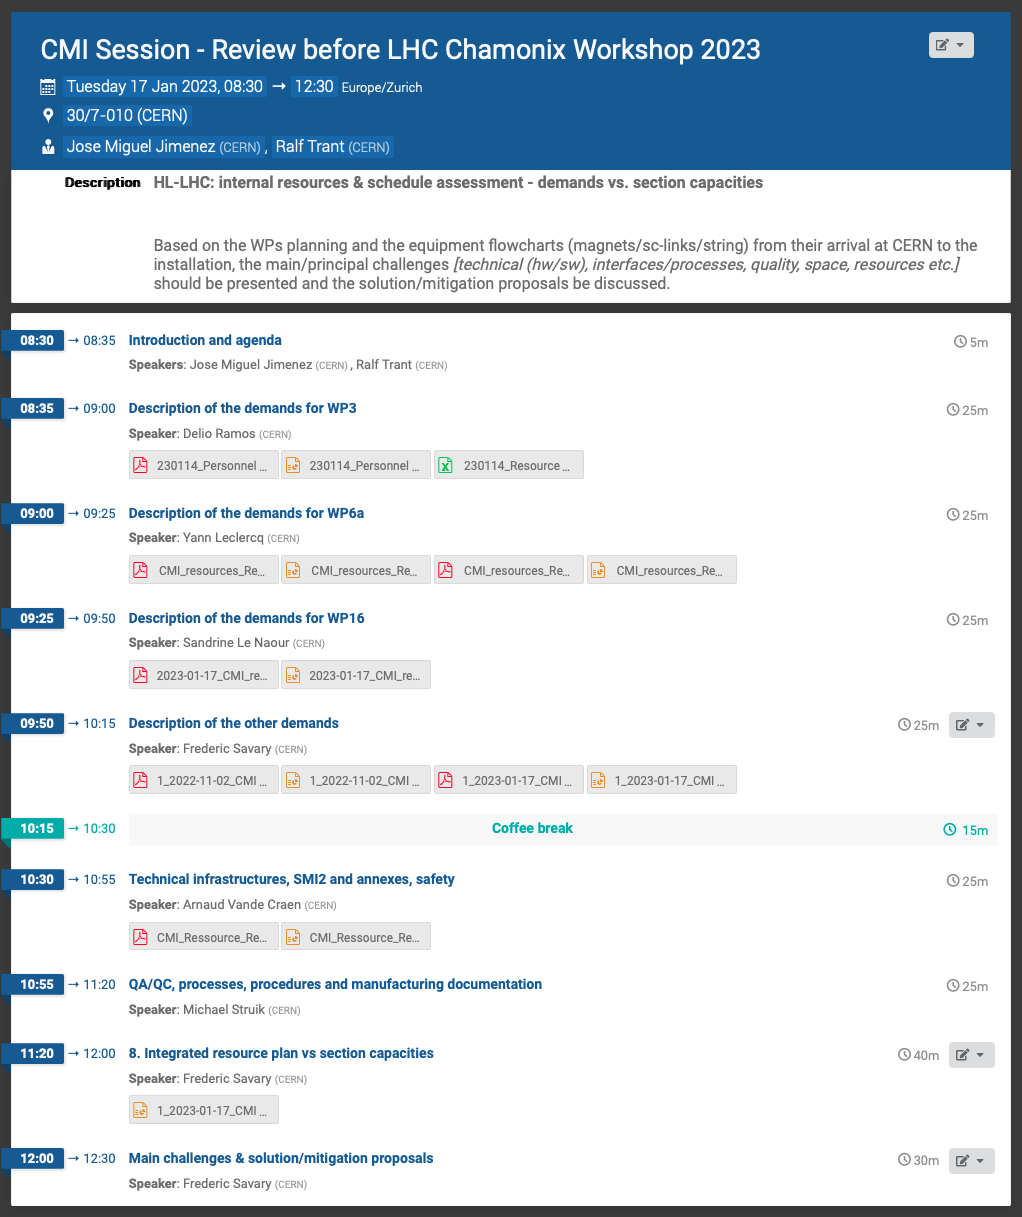 CMI Session - Review before LHC Chamonix Workshop 2023
Tuesday 17 Jan 2023, 08:30 → 12:30 Europe/Zurich
30/7-010 (CERN)
Jose Miguel Jimenez (CERN) , Ralf Trant (CERN)
Description HL-LHC: internal resources & schedule assessment - demands vs. section capacities
Based on the WPs planning and the equipment flowcharts (magnets/sc-links/string) from their arrival at CERN to the
installation, the main/principal challenges [technical (hw/sw), interfaces/processes, quality, space, resources etc.]
should be presented and the solution/mitigation proposals be discussed.
08:30 → 08:35 Introduction and agenda 5m
Speakers: Jose Miguel Jimenez (CERN) , Ralf Trant (CERN)
08:35 → 09:00 Description of the demands for WP3 25m
Speaker: Delio Ramos (CERN)
230114_Personnel ... 230114_Personnel ... 230114_Resource ...
09:00 → 09:25 Description of the demands for WP6a 25m
Speaker: Yann Leclercq (CERN)
CMI_resources_Re... CMI_resources_Re... CMI_resources_Re... CMI_resources_Re...
09:25 → 09:50 Description of the demands for WP16 25m
Speaker: Sandrine Le Naour (CERN)
2023-01-17_CMI_re... 2023-01-17_CMI_re...
09:50 → 10:15 Description of the other demands 25m
Speaker: Frederic Savary (CERN)
1_2022-11-02_CMI ... 1_2022-11-02_CMI ... 1_2023-01-17_CMI ... 1_2023-01-17_CMI ...
10:15 → 10:30 Coffee break 15m
10:30 → 10:55 Technical infrastructures, SMI2 and annexes, safety 25m
Speaker: Arnaud Vande Craen (CERN)
CMI_Ressource_Re... CMI_Ressource_Re...
10:55 → 11:20 QA/QC, processes, procedures and manufacturing documentation 25m
Speaker: Michael Struik (CERN)
11:20 → 12:00 8. Integrated resource plan vs section capacities 40m
Speaker: Frederic Savary (CERN)
1_2023-01-17_CMI ...
12:00 → 12:30 Main challenges & solution/mitigation proposals 30m
Speaker: Frederic Savary (CERN)